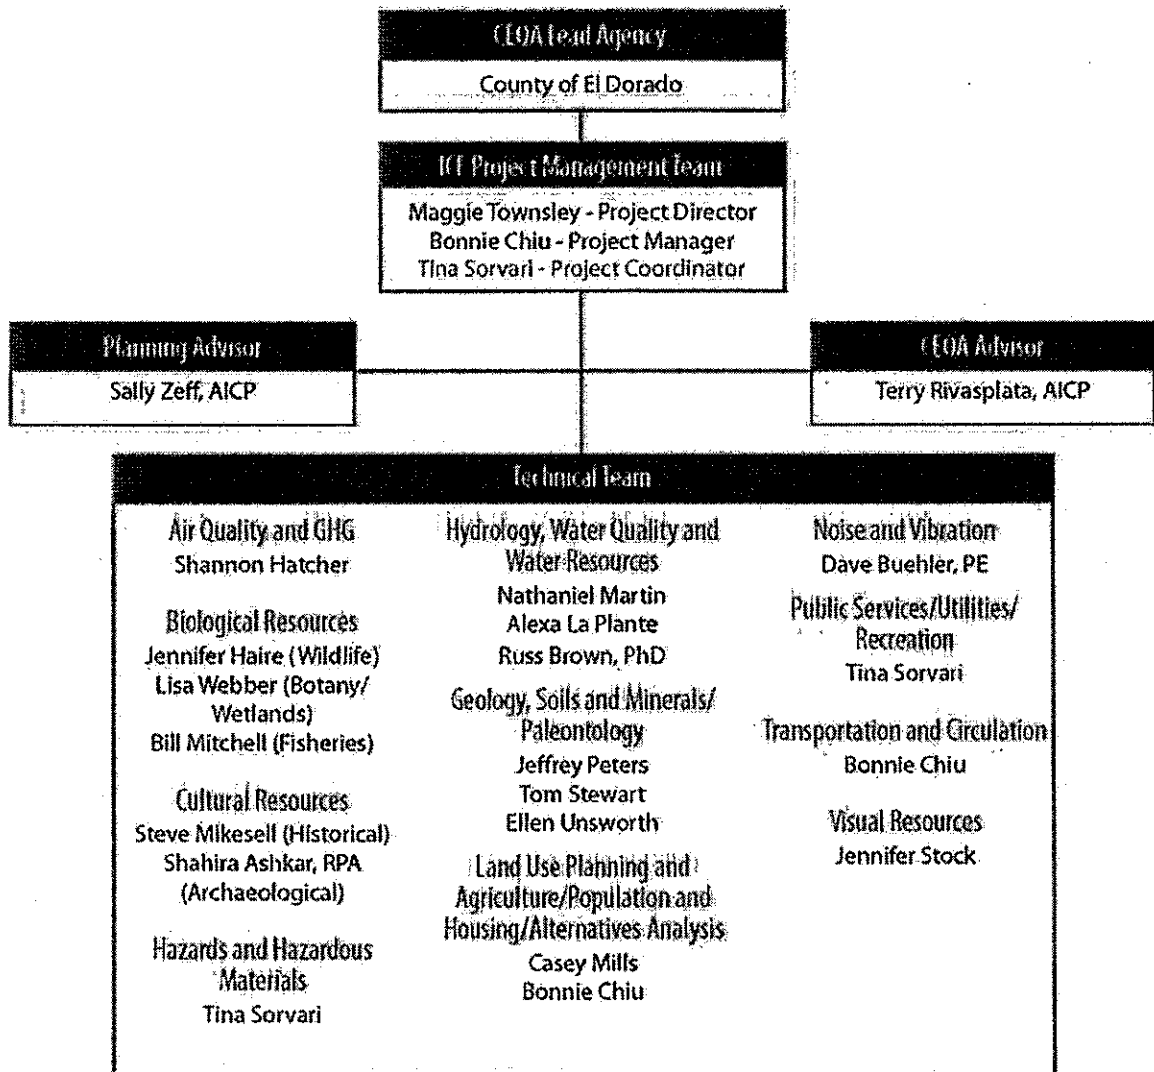 CEQA Lead Agency
County of El Dorado
ICF Project Management Team
Maggie Townsley - Project Director
Bonnie Chiu - Project Manager
Tina Sorvari - Project Coordinator
Planning Advisor
Sally Zeff, AICP
CEQA Advisor
Terry Rivasplata, AICP
Technical Team
Air Quality and GHG
Shannon Hatcher
Biological Resources
Jennifer Haire (Wildlife)
Lisa Webber (Botany/
Wetlands)
Bill Mitchell (Fisheries)
Cultural Resources
Steve Mikesell (Historical)
Shahira Ashkar, RPA
(Archaeological)
Hazards and Hazardous
Materials
Tina Sorvari
Hydrology, Water Quality and
Water Resources
Nathaniel Martin
Alexa La Plante
Russ Brown, PhD
Geology, Soils and Minerals/
Paleontology
Jeffrey Peters
Tom Stewart
Ellen Unsworth
Land Use Planning and
Agriculture/Population and
Housing/Alternatives Analysis
Casey Mills
Bonnie Chiu
Noise and Vibration
Dave Buehler, PE
Public Services/Utilities/
Recreation
Tina Sorvari
Transportation and Circulation
Bonnie Chiu
Visual Resources
Jennifer Stock